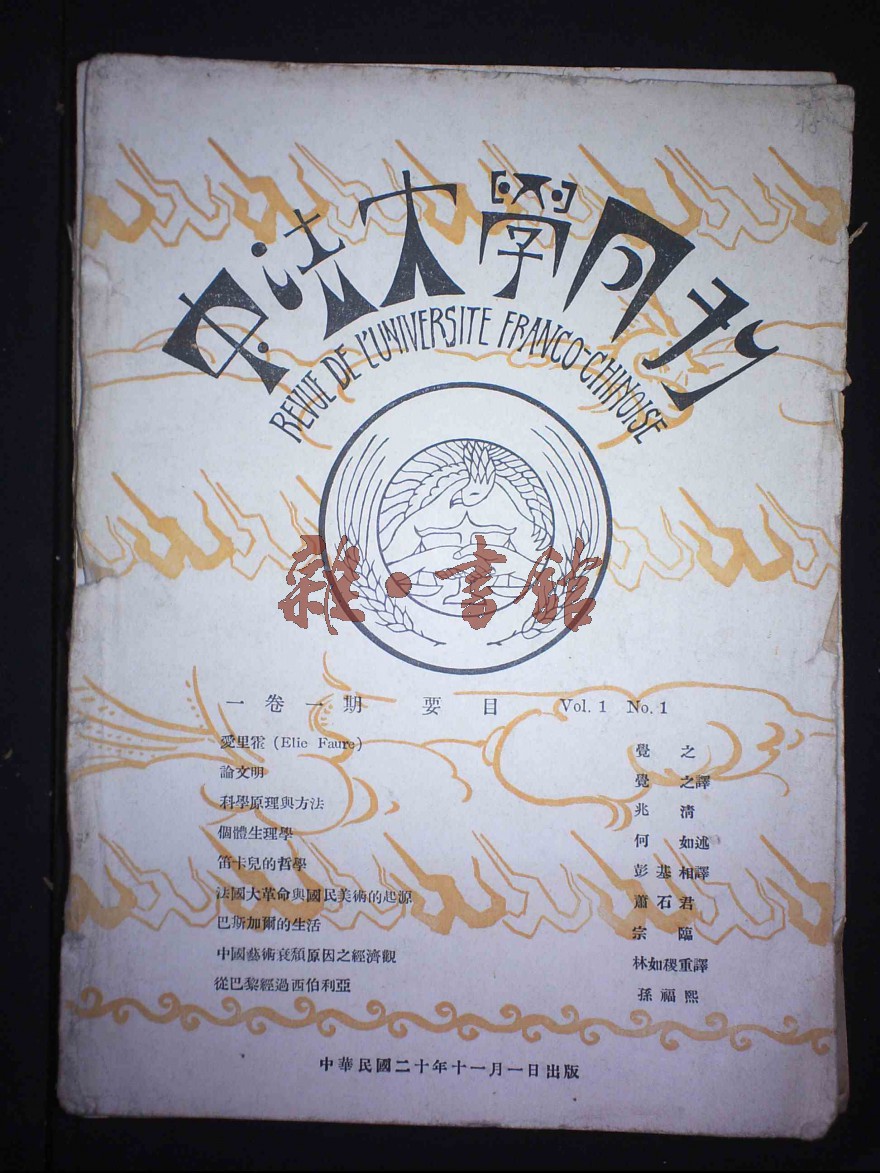 中法大學月刊
REVUE DE L'UNIVERSITE FRANCO-CHINOISE
雜·書館
一卷一期 要目 Vol. 1 No. 1
愛里霍 (Elie Faure) 覺之
論文明 覺之譯
科學原理與方法 兆清
個體生理學 何如述
笛卡兒的哲學 彭基相譯
法國大革命與國民美術的起源 蕭石君
巴斯加爾的生活 宗臨
中國藝術衰頹原因之經濟觀 林如稷重譯
從巴黎經過西伯利亞 孫福熙
中華民國二十年十一月一日出版